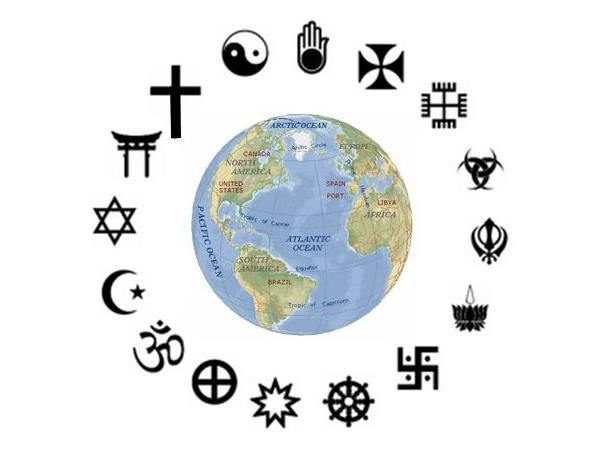 ARCTIC OCEAN
Arctic Circle
EUROPE
CANADA
NORTH
AMERICA
UNITED
STATES
SPAIN
PORT
LIBYA
AFRICA
Tropic of Cancer
PACIFIC OCEAN
ATLANTIC
OCEAN
Equator
SOUTH
AMERICA
BRAZIL
Tropic of Capricorn